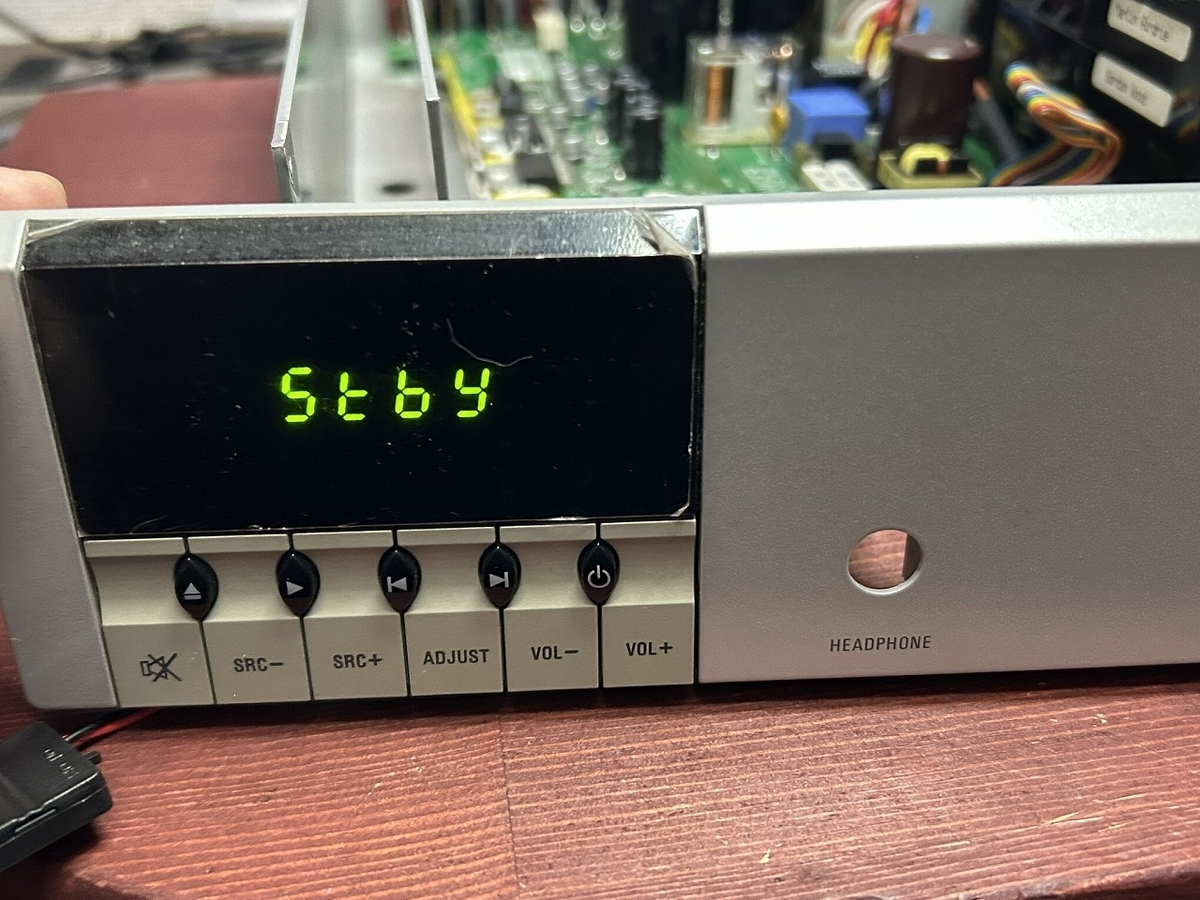 Stby
SRC− SRC+ ADJUST VOL− VOL+
HEADPHONE